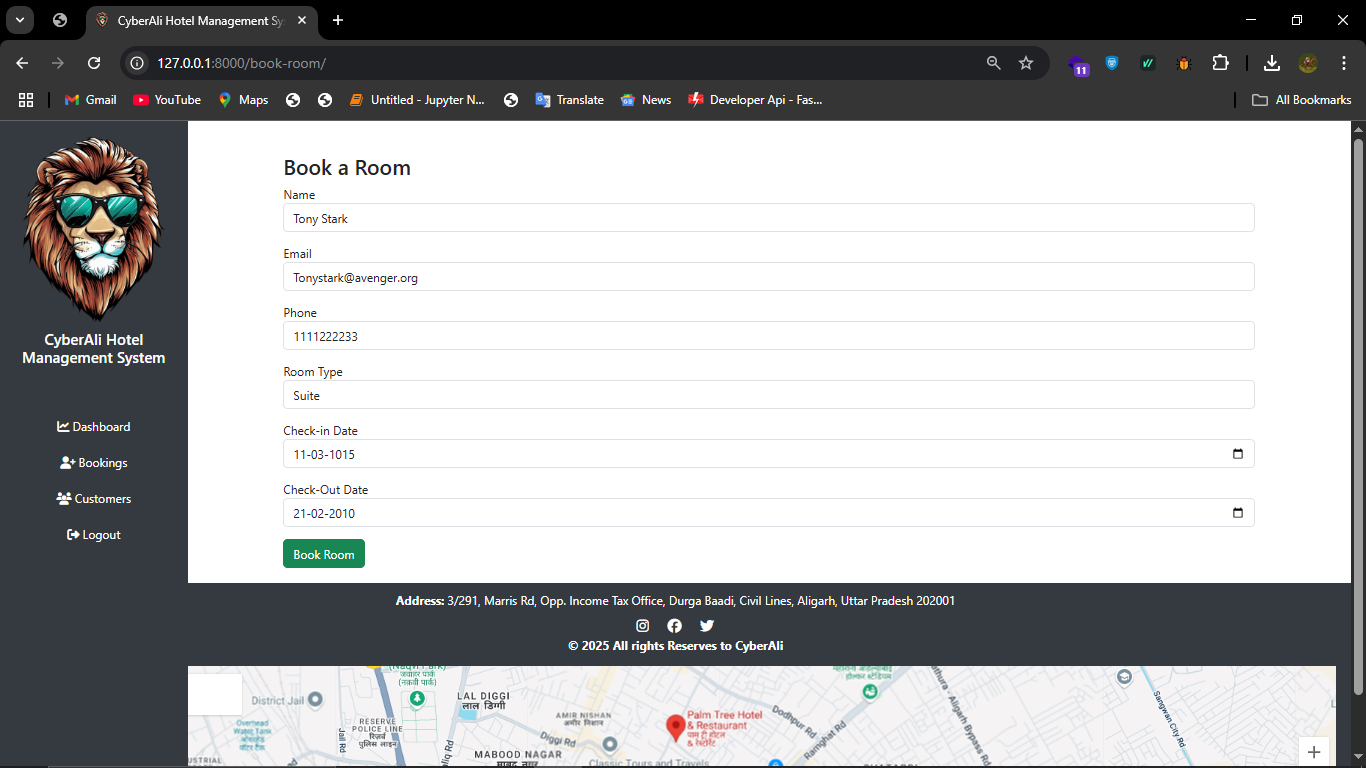 CyberAli Hotel Management Sy
127.0.0.1:8000/book-room/
11
Gmail
YouTube
Maps
Untitled - Jupyter N...
Translate
News
Developer Api - Fas...
All Bookmarks
CyberAli Hotel
Management System
Dashboard
Bookings
Customers
Logout
Book a Room
Name
Tony Stark
Email
Tonystark@avenger.org
Phone
1111222233
Room Type
Suite
Check-in Date
11-03-1015
Check-Out Date
21-02-2010
Book Room
Address: 3/291, Marris Rd, Opp. Income Tax Office, Durga Baadi, Civil Lines, Aligarh, Uttar Pradesh 202001
© 2025 All rights Reserves to CyberAli
(Naqvi Park)
जवाहर पार्क
(नकवी पार्क)
District Jail
LAL DIGGI
लाल डिग्गी
Overhead
Water Tank
RESERVE
POLICE LINE
रिज़र्व
पुलिस लाइन
Jail Rd
AMIR NISHAN
अमीर निशान
Diggi Rd
MABOOD NAGAR
Palm Tree Hotel
& Restaurant
पाम ट्री होटल
& रेस्टोरेंट
Classic Tours and Travels
Dodhpur Rd
Ramghat Rd
Mathura - Aligarh Bypass Rd
Sangwan City Rd